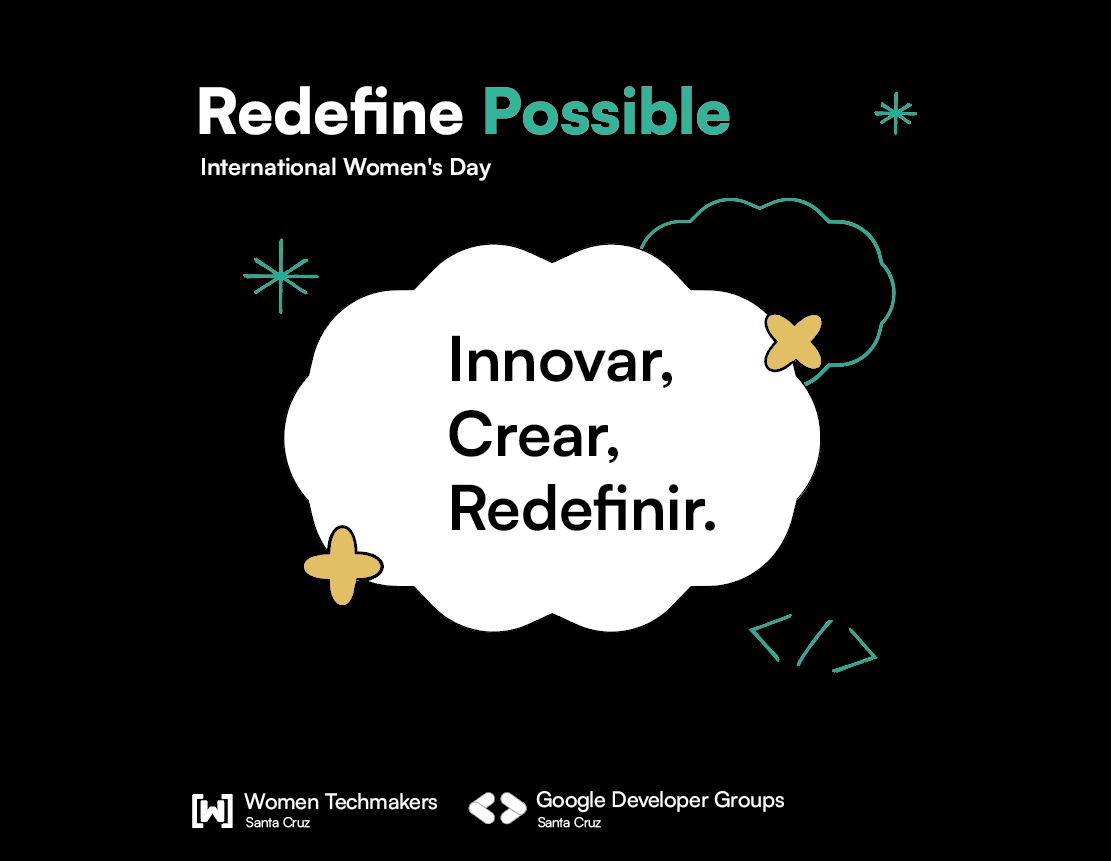 Redefine Possible
International Women's Day
Innovar,
Crear,
Redefinir.
[W] Women Techmakers
Santa Cruz
Google Developer Groups
Santa Cruz